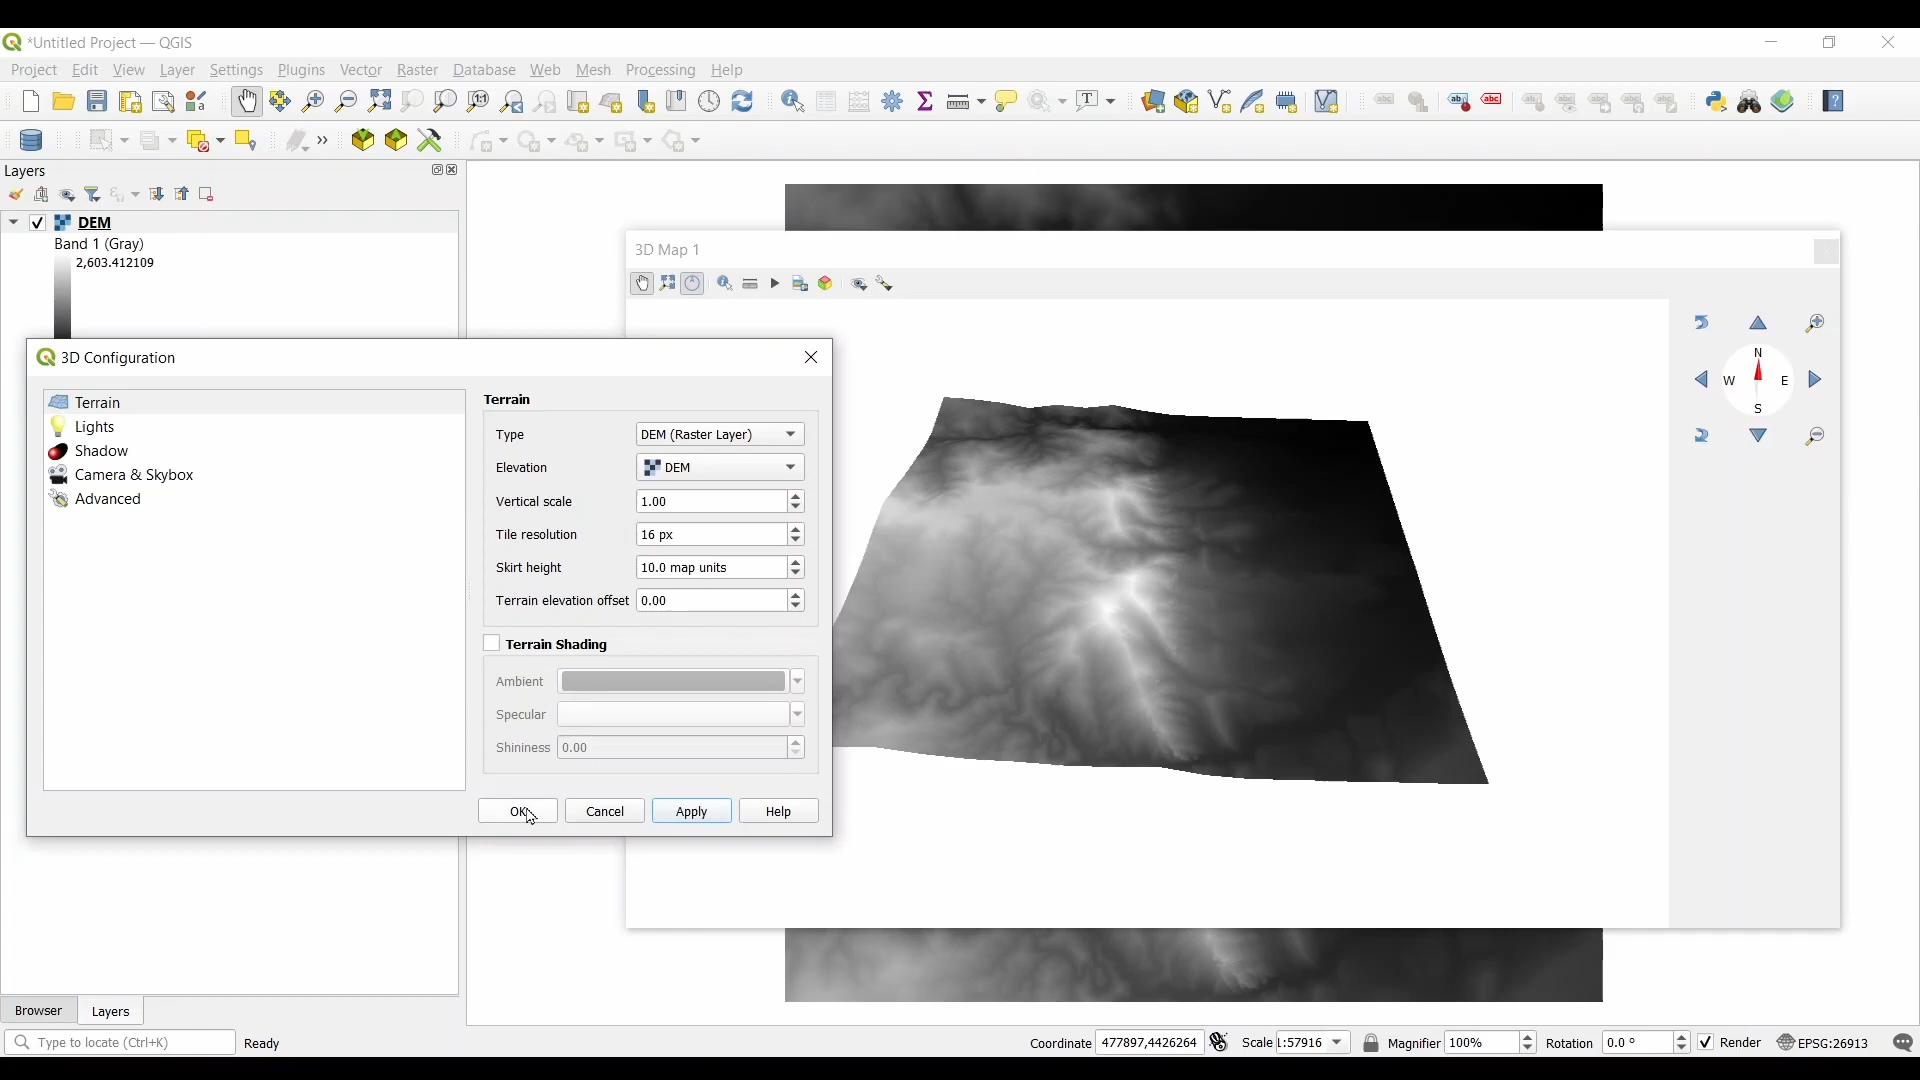 *Untitled Project — QGIS
Project Edit View Layer Settings Plugins Vector Raster Database Web Mesh Processing Help
Layers
DEM
Band 1 (Gray)
2,603.412109
3D Map 1
N
W E
S
3D Configuration
Terrain
Lights
Shadow
Camera & Skybox
Advanced
Terrain
Type DEM (Raster Layer)
Elevation DEM
Vertical scale 1.00
Tile resolution 16 px
Skirt height 10.0 map units
Terrain elevation offset 0.00
Terrain Shading
Ambient
Specular
Shininess 0.00
OK Cancel Apply Help
Browser Layers
Type to locate (Ctrl+K) Ready Coordinate 477897,4426264 Scale 1:57916 Magnifier 100% Rotation 0.0 ° Render EPSG:26913